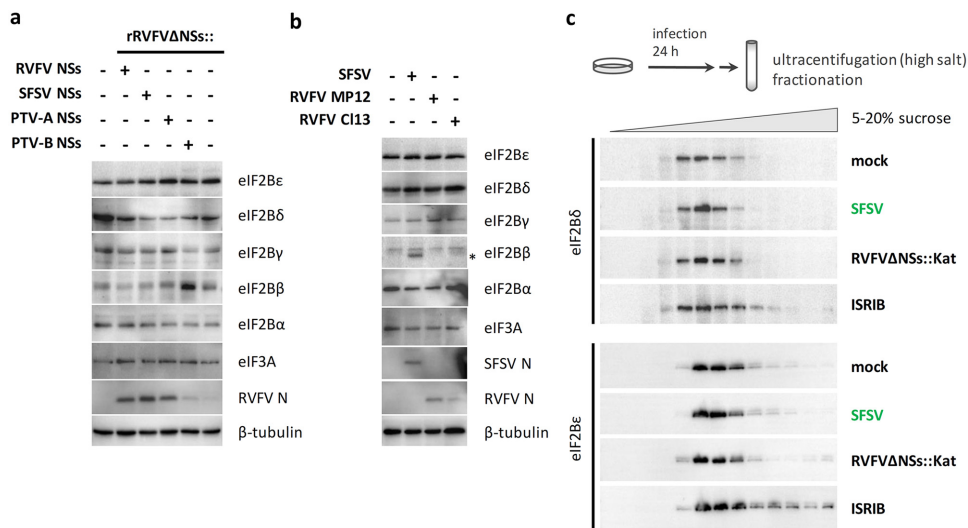 a
rRVFVΔNSs::
RVFV NSs - + - - - -
SFSV NSs - - + - - -
PTV-A NSs - - - + - -
PTV-B NSs - - - - + -
eIF2Bε
eIF2Bδ
eIF2Bγ
eIF2Bβ
eIF2Bα
eIF3A
RVFV N
β-tubulin
b
SFSV - + - -
RVFV MP12 - - + -
RVFV Cl13 - - - +
eIF2Bε
eIF2Bδ
eIF2Bγ
eIF2Bβ
*
eIF2Bα
eIF3A
SFSV N
RVFV N
β-tubulin
c
infection
24 h
ultracentifugation (high salt)
fractionation
5-20% sucrose
eIF2Bδ
mock
SFSV
RVFVΔNSs::Kat
ISRIB
eIF2Bε
mock
SFSV
RVFVΔNSs::Kat
ISRIB